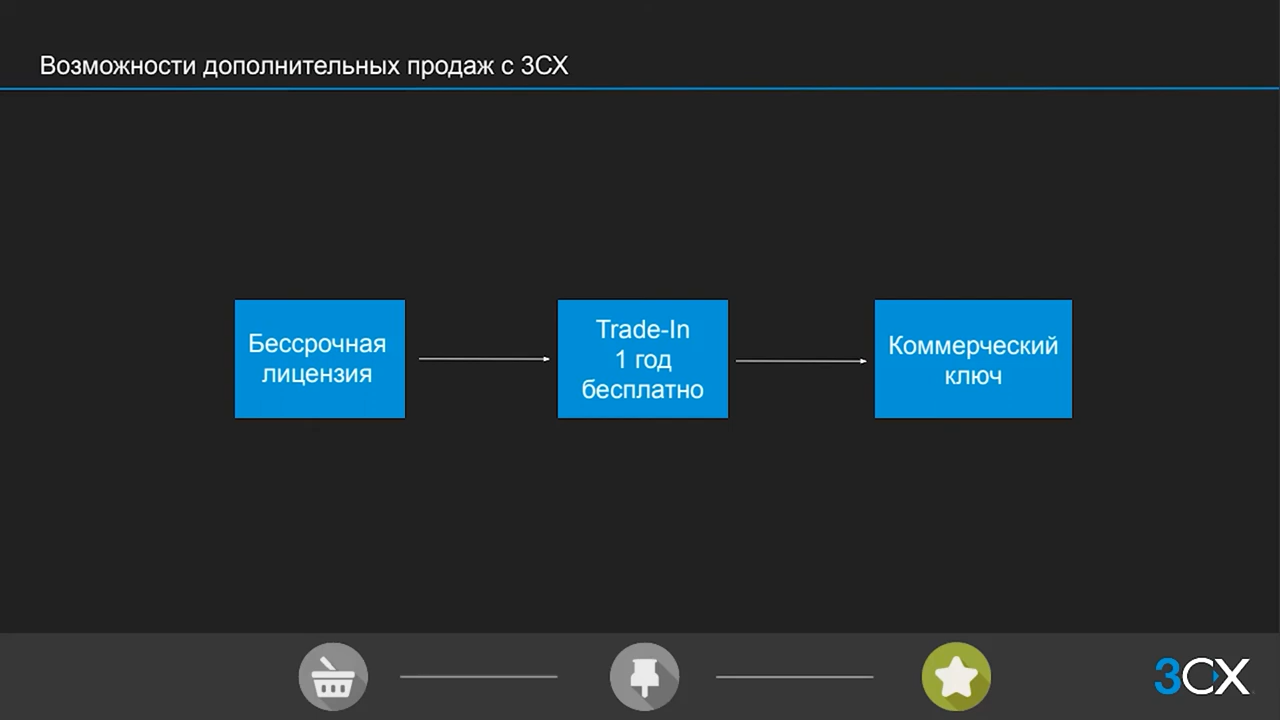 Возможности дополнительных продаж с 3CX
Бессрочная
лицензия
Trade-In
1 год
бесплатно
Коммерческий
ключ
3CX